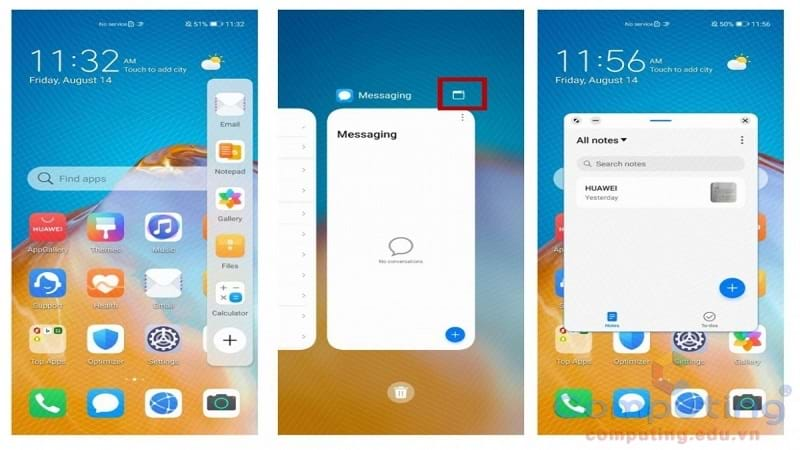 No service 51% 11:32
11:32 AM
Touch to add city
Friday, August 14
Email
Notepad
Find apps
Gallery
HUAWEI
AppGallery
Themes
Music
Files
Support
Health
Email
Calculator
Top Apps
Optimizer
Settings
Messaging
Messaging
No conversations
No service 50% 11:56
11:56 AM
Touch to add city
Friday, August 14
All notes
Search notes
HUAWEI
Yesterday
Notes
To-dos
Top Apps
Optimizer
Settings
Gallery
computing®
computing.edu.vn